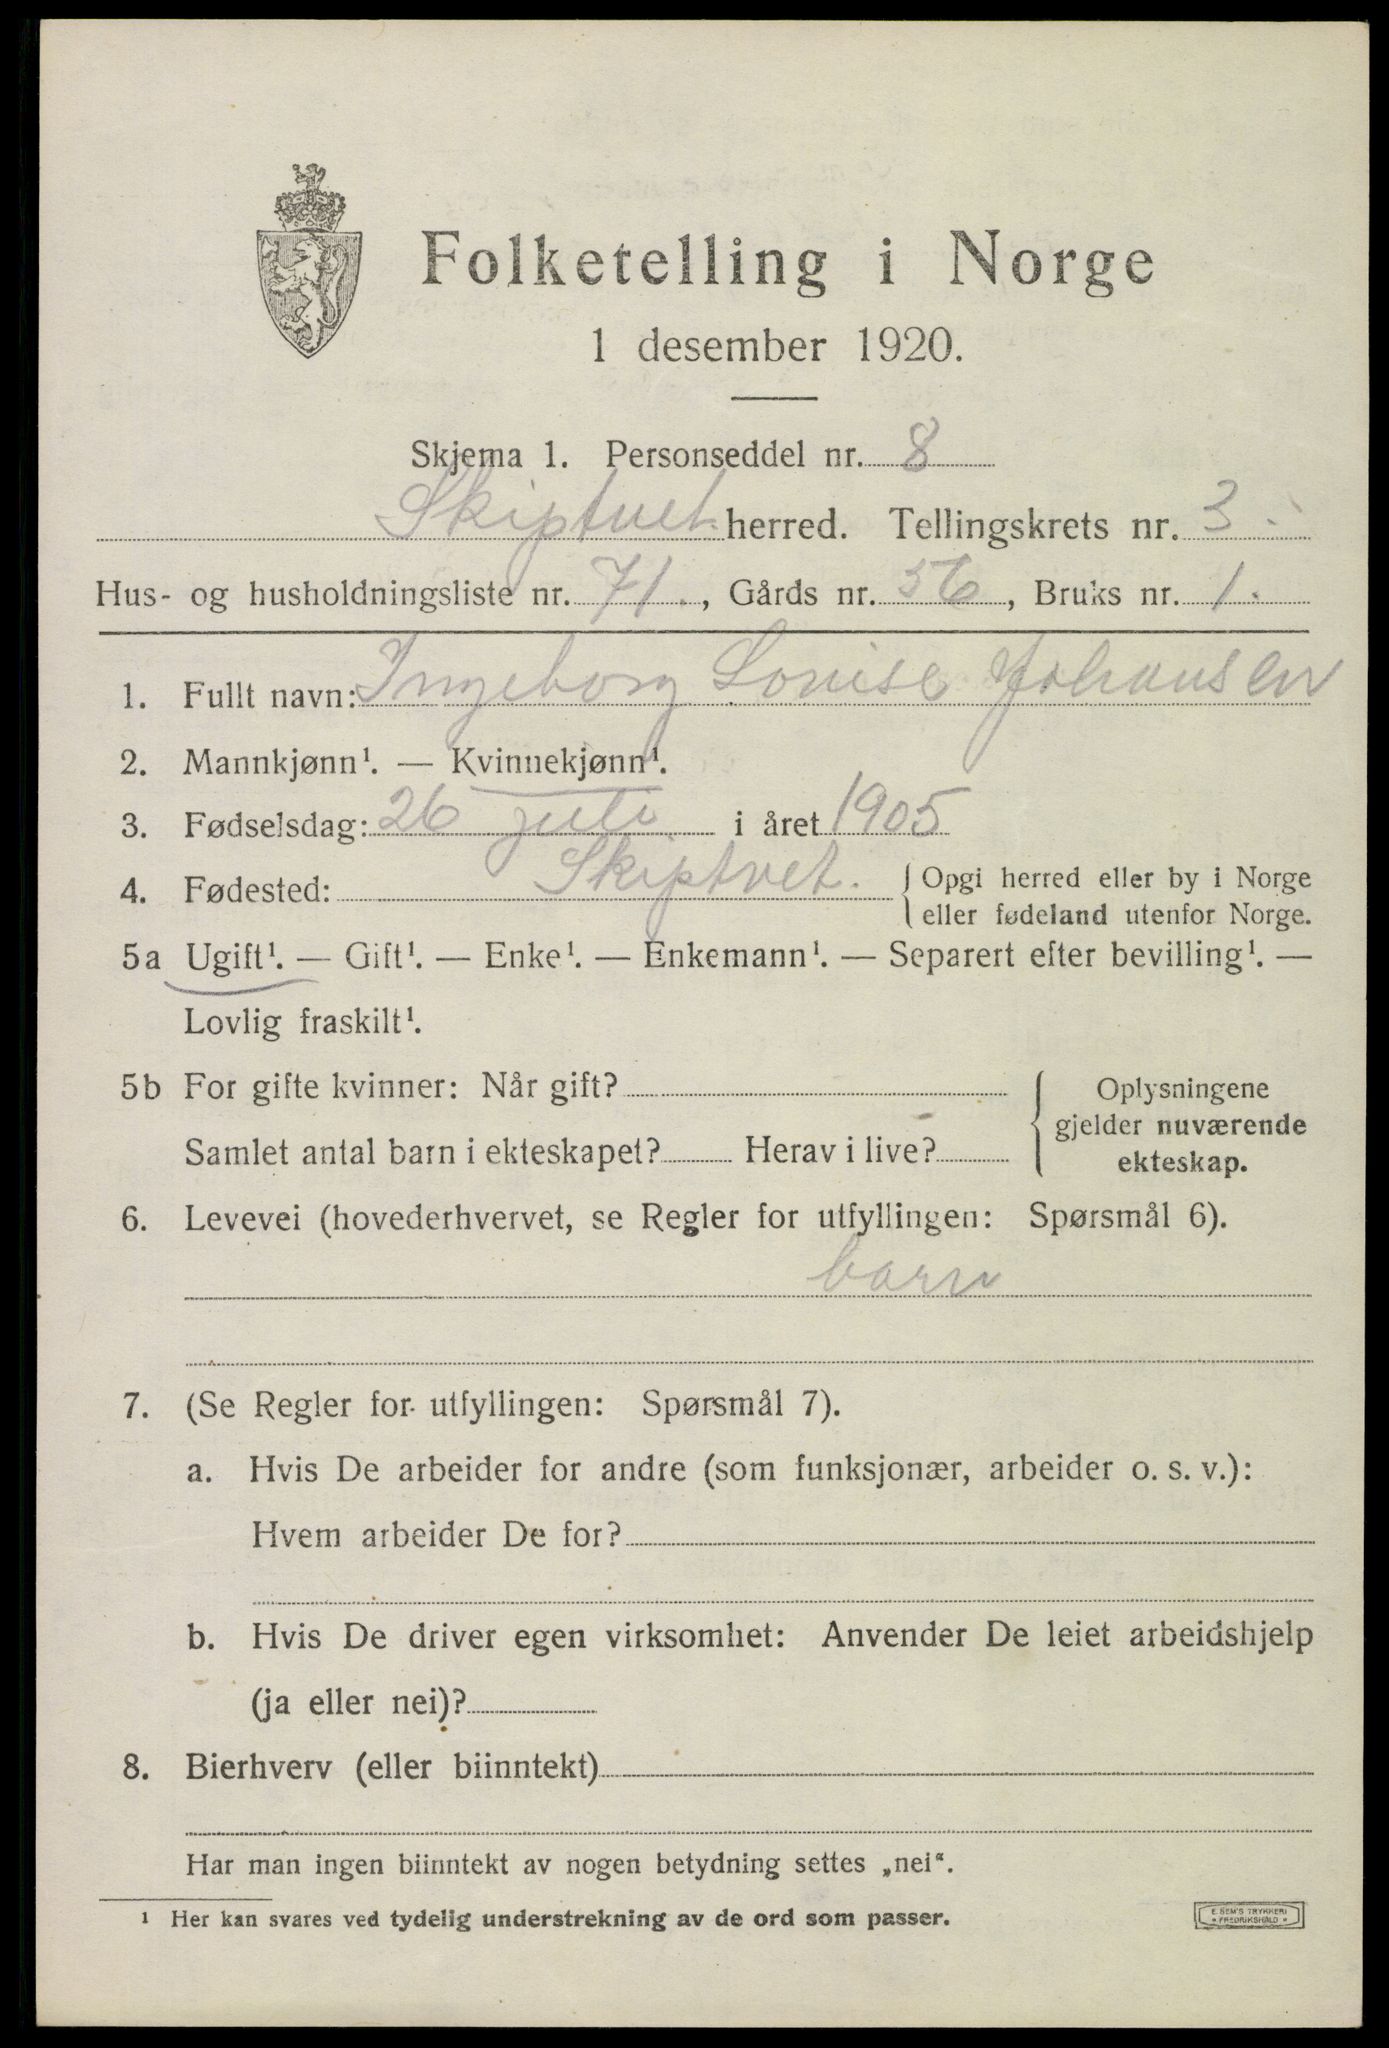 Folketelling i Norge
1 desember 1920.
Skjema 1. Personseddel nr. 8
Skiptvet herred. Tellingskrets nr. 3.
Hus- og husholdningsliste nr. 71., Gårds nr. 56, Bruks nr. 1.
1. Fullt navn: Ingeborg Lovise Johansen
2. Mannkjønn¹. — Kvinnekjønn¹.
3. Fødselsdag: 26 juli i året 1905
4. Fødested: Skiptvet. { Opgi herred eller by i Norge
eller fødeland utenfor Norge.
5a Ugift¹. — Gift¹. — Enke¹. — Enkemann¹. — Separert efter bevilling¹. —
Lovlig fraskilt¹.
5b For gifte kvinner: Når gift? { Oplysningene
gjelder nuværende
Samlet antal barn i ekteskapet? Herav i live?
ekteskap.
6. Levevei (hovederhvervet, se Regler for utfyllingen: Spørsmål 6).
barn
7. (Se Regler for utfyllingen: Spørsmål 7).
a. Hvis De arbeider for andre (som funksjonær, arbeider o. s. v.):
Hvem arbeider De for?
b. Hvis De driver egen virksomhet: Anvender De leiet arbeidshjelp
(ja eller nei)?
8. Bierhverv (eller biinntekt)
Har man ingen biinntekt av nogen betydning settes „nei“.
¹ Her kan svares ved tydelig understrekning av de ord som passer.
E. SEM'S TRYKKERI
* FREDRIKSHALD *